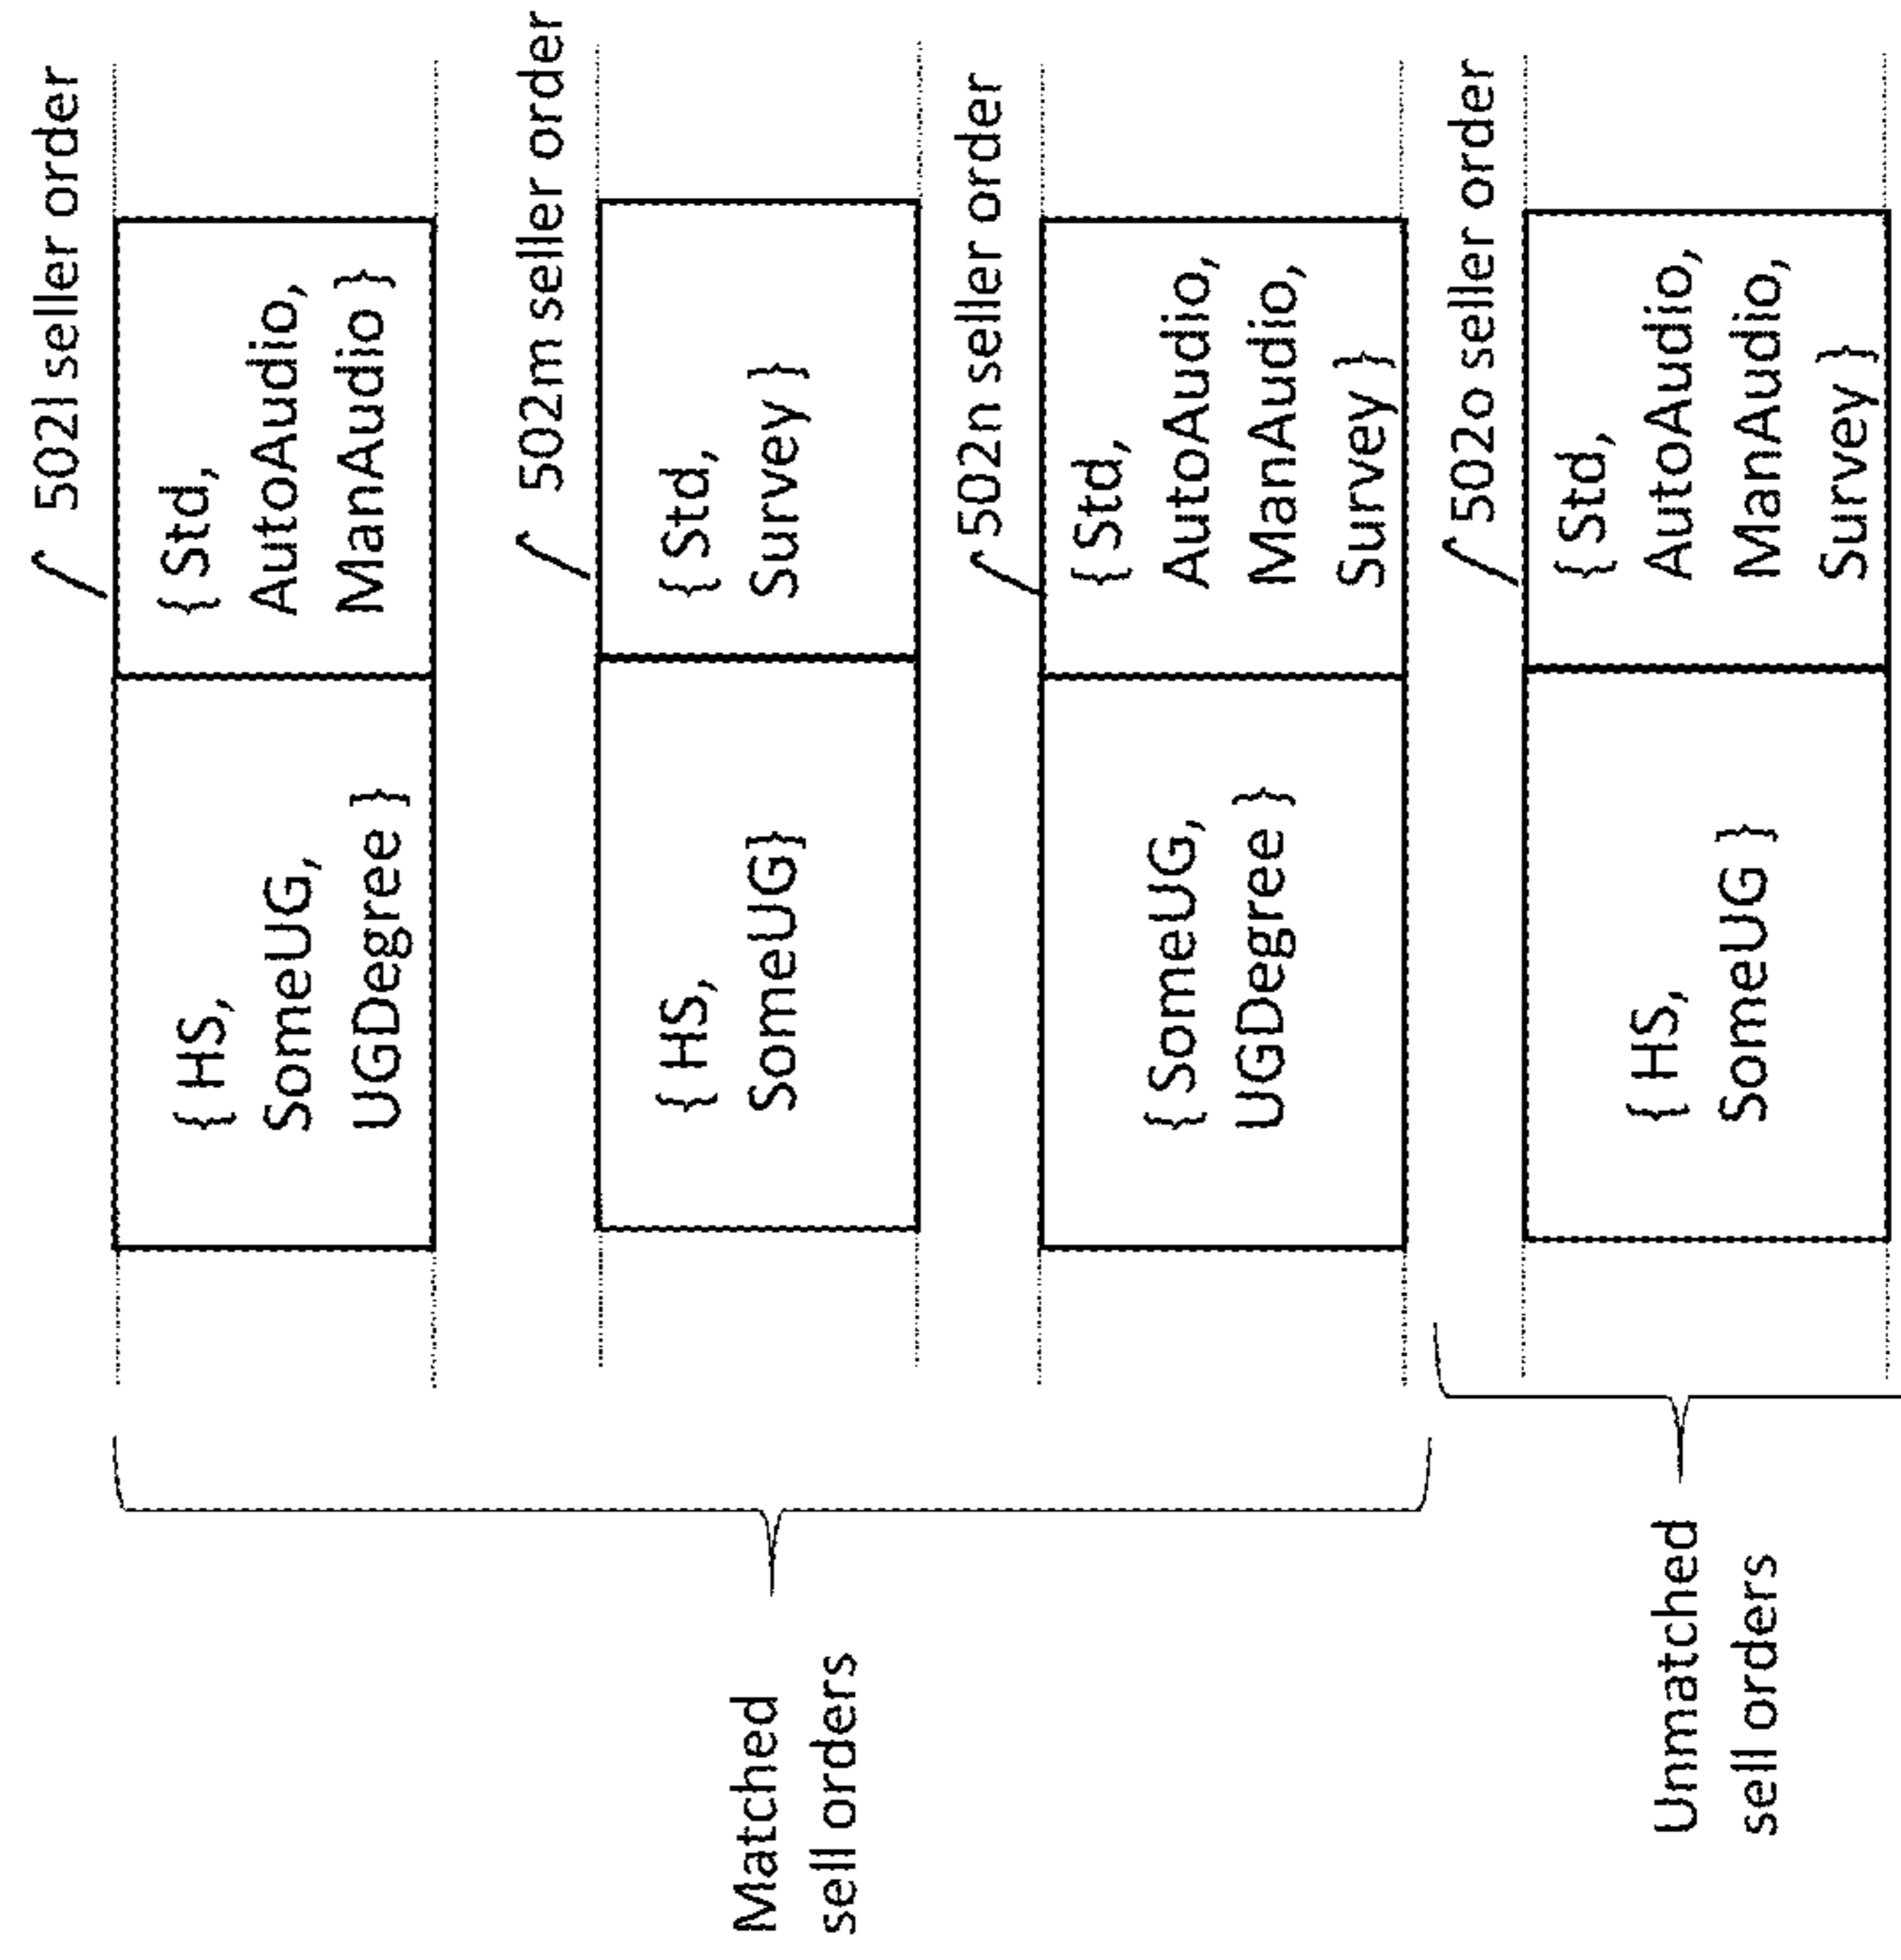 502l seller order
{ HS,
SomeUG,
UGDegree }
{ Std,
AutoAudio,
ManAudio }
502m seller order
{ HS,
SomeUG}
{ Std,
Survey }
Matched
sell orders
502n seller order
{ SomeUG,
UGDegree }
{ Std,
AutoAudio,
ManAudio,
Survey }
502o seller order
{ HS,
SomeUG }
{ Std,
AutoAudio,
ManAudio,
Survey }
Unmatched
sell orders